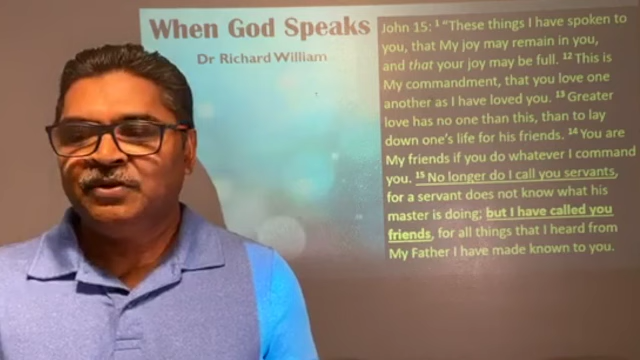 When God Speaks
Dr Richard William
John 15: 1 "These things I have spoken to
you, that My joy may remain in you,
and that your joy may be full. 12 This is
My commandment, that you love one
another as I have loved you. 13 Greater
love has no one than this, than to lay
down one's life for his friends. 14 You are
My friends if you do whatever I command
you. 15 No longer do I call you servants,
for a servant does not know what his
master is doing; but I have called you
friends, for all things that I heard from
My Father I have made known to you.